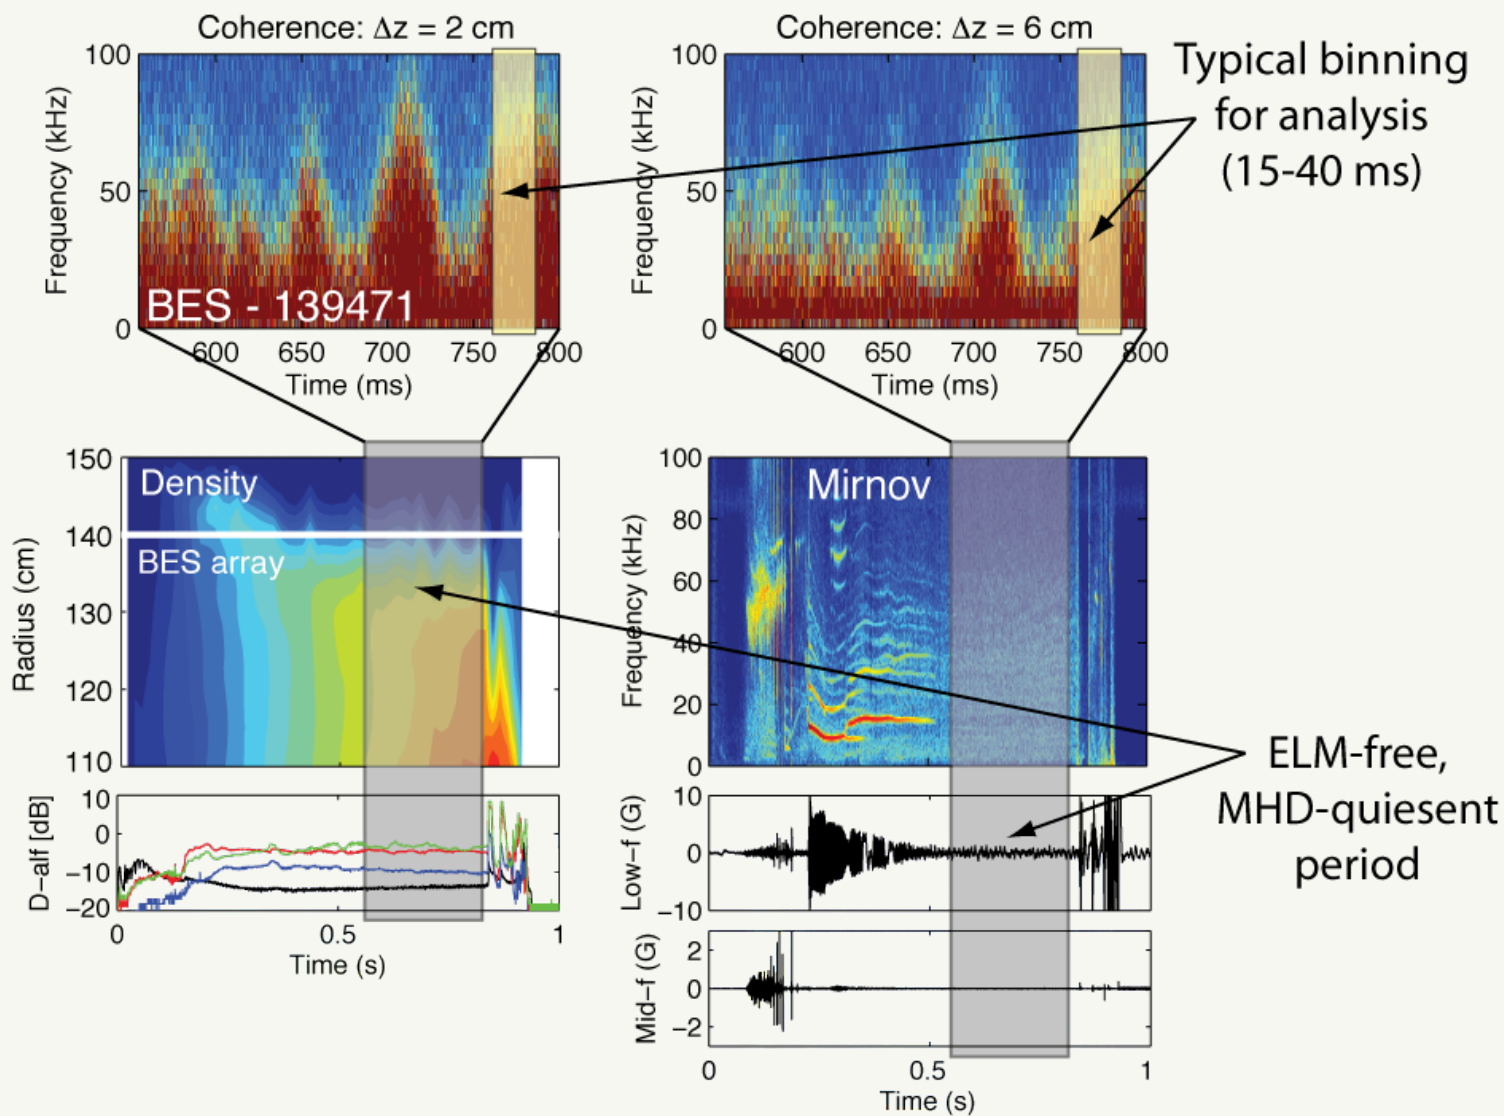 Coherence: Δz = 2 cm
Coherence: Δz = 6 cm
Typical binning
for analysis
(15-40 ms)
Frequency (kHz)
100
50
0
BES - 139471
600 650 700 750 800
Time (ms)
Frequency (kHz)
100
50
0
600 650 700 750 800
Time (ms)
Radius (cm)
150
140
130
120
110
Density
BES array
Frequency (kHz)
100
80
60
40
20
0
Mirnov
ELM-free,
MHD-quiesent
period
D-alf [dB]
10
0
-10
-20
0 0.5 1
Time (s)
Low-f (G)
10
0
-10
Mid-f (G)
2
0
-2
0 0.5 1
Time (s)